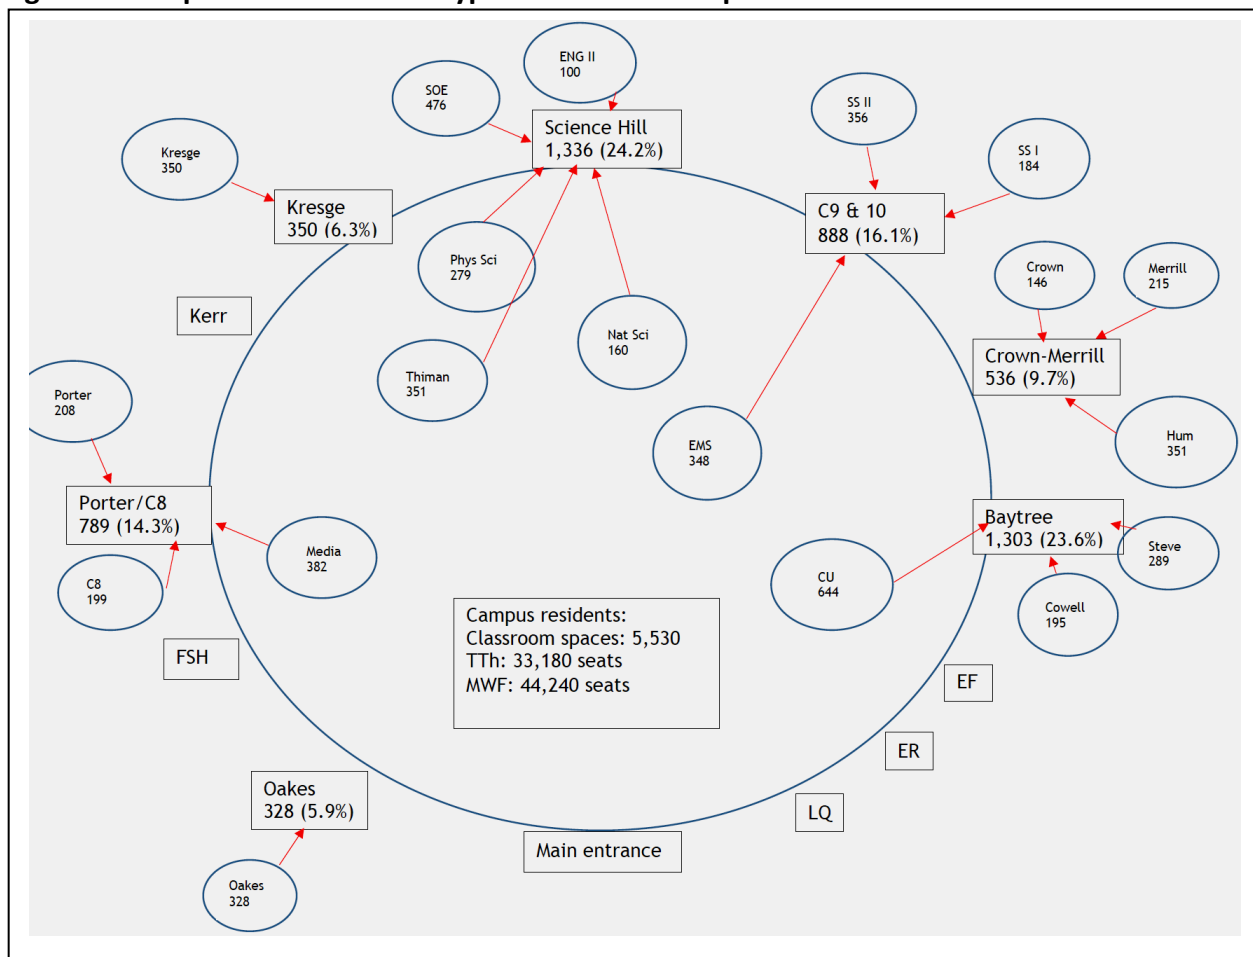 ENG II
100
SOE
476
SS II
356
Science Hill
1,336 (24.2%)
Kresge
350
SS I
184
Kresge
350 (6.3%)
C9 & 10
888 (16.1%)
Phys Sci
279
Crown
146
Merrill
215
Kerr
Nat Sci
160
Crown-Merrill
536 (9.7%)
Thiman
351
Porter
208
EMS
348
Hum
351
Porter/C8
789 (14.3%)
Baytree
1,303 (23.6%)
Media
382
Steve
289
C8
199
CU
644
Cowell
195
Campus residents:
Classroom spaces: 5,530
TTh: 33,180 seats
MWF: 44,240 seats
FSH
EF
ER
Oakes
328 (5.9%)
LQ
Main entrance
Oakes
328